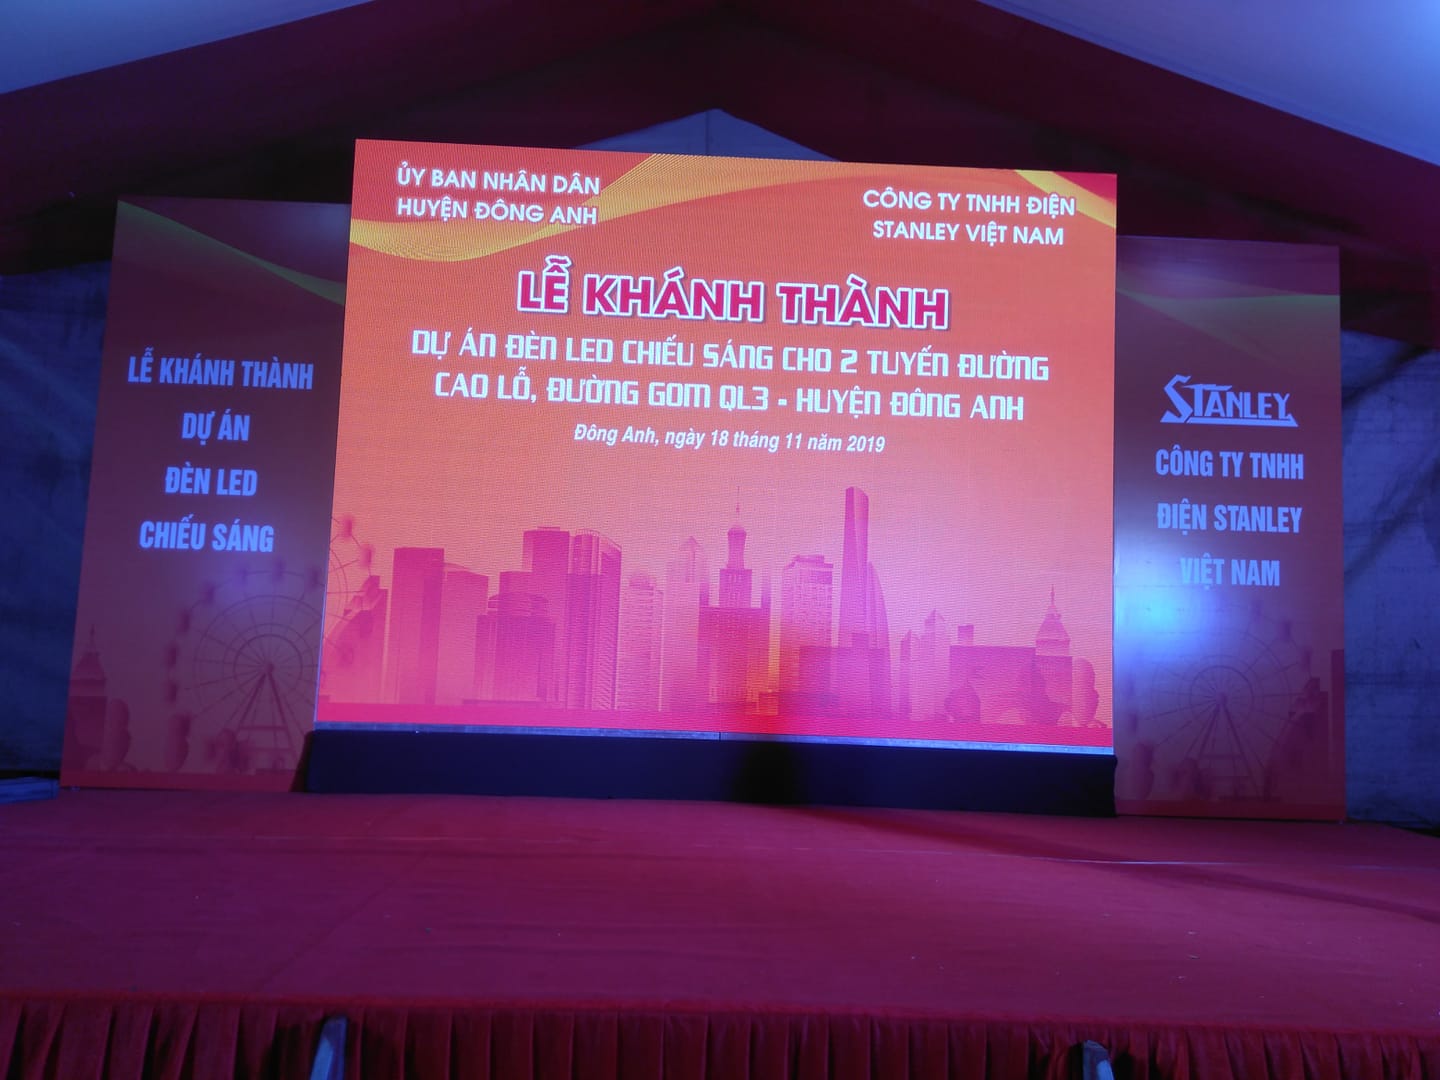 ỦY BAN NHÂN DÂN
HUYỆN ĐÔNG ANH
CÔNG TY TNHH ĐIỆN
STANLEY VIỆT NAM
LỄ KHÁNH THÀNH
DỰ ÁN ĐÈN LED CHIẾU SÁNG CHO 2 TUYẾN ĐƯỜNG
CAO LỖ, ĐƯỜNG GOM QL3 - HUYỆN ĐÔNG ANH
Đông Anh, ngày 18 tháng 11 năm 2019
LỄ KHÁNH THÀNH
DỰ ÁN
ĐÈN LED
CHIẾU SÁNG
STANLEY
CÔNG TY TNHH
ĐIỆN STANLEY
VIỆT NAM